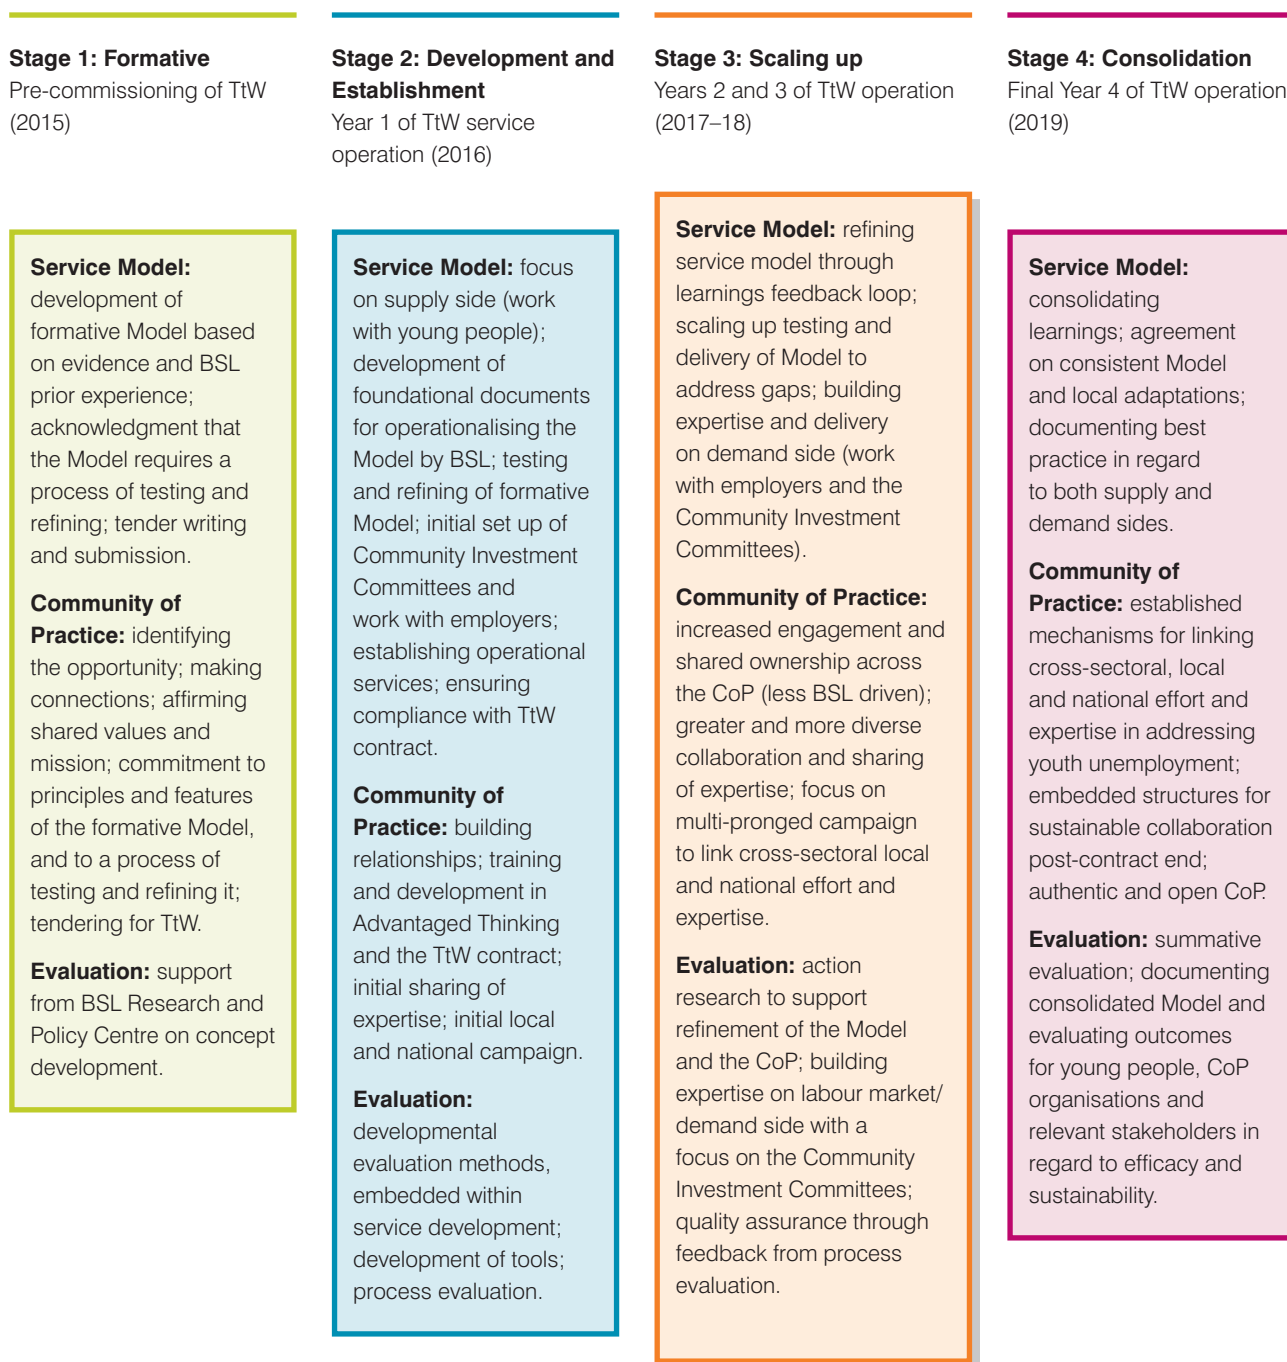 Stage 1: Formative
Pre-commissioning of TtW
(2015)
Service Model:
development of
formative Model based
on evidence and BSL
prior experience;
acknowledgment that
the Model requires a
process of testing and
refining; tender writing
and submission.
Community of
Practice: identifying
the opportunity; making
connections; affirming
shared values and
mission; commitment to
principles and features
of the formative Model,
and to a process of
testing and refining it;
tendering for TtW.
Evaluation: support
from BSL Research and
Policy Centre on concept
development.
Stage 2: Development and
Establishment
Year 1 of TtW service
operation (2016)
Service Model: focus
on supply side (work
with young people);
development of
foundational documents
for operationalising the
Model by BSL; testing
and refining of formative
Model; initial set up of
Community Investment
Committees and
work with employers;
establishing operational
services; ensuring
compliance with TtW
contract.
Community of
Practice: building
relationships; training
and development in
Advantaged Thinking
and the TtW contract;
initial sharing of
expertise; initial local
and national campaign.
Evaluation:
developmental
evaluation methods,
embedded within
service development;
development of tools;
process evaluation.
Stage 3: Scaling up
Years 2 and 3 of TtW operation
(2017–18)
Service Model: refining
service model through
learnings feedback loop;
scaling up testing and
delivery of Model to
address gaps; building
expertise and delivery
on demand side (work
with employers and the
Community Investment
Committees).
Community of Practice:
increased engagement and
shared ownership across
the CoP (less BSL driven);
greater and more diverse
collaboration and sharing
of expertise; focus on
multi-pronged campaign
to link cross-sectoral local
and national effort and
expertise.
Evaluation: action
research to support
refinement of the Model
and the CoP; building
expertise on labour market/
demand side with a
focus on the Community
Investment Committees;
quality assurance through
feedback from process
evaluation.
Stage 4: Consolidation
Final Year 4 of TtW operation
(2019)
Service Model:
consolidating
learnings; agreement
on consistent Model
and local adaptations;
documenting best
practice in regard
to both supply and
demand sides.
Community of
Practice: established
mechanisms for linking
cross-sectoral, local
and national effort and
expertise in addressing
youth unemployment;
embedded structures for
sustainable collaboration
post-contract end;
authentic and open CoP.
Evaluation: summative
evaluation; documenting
consolidated Model and
evaluating outcomes
for young people, CoP
organisations and
relevant stakeholders in
regard to efficacy and
sustainability.